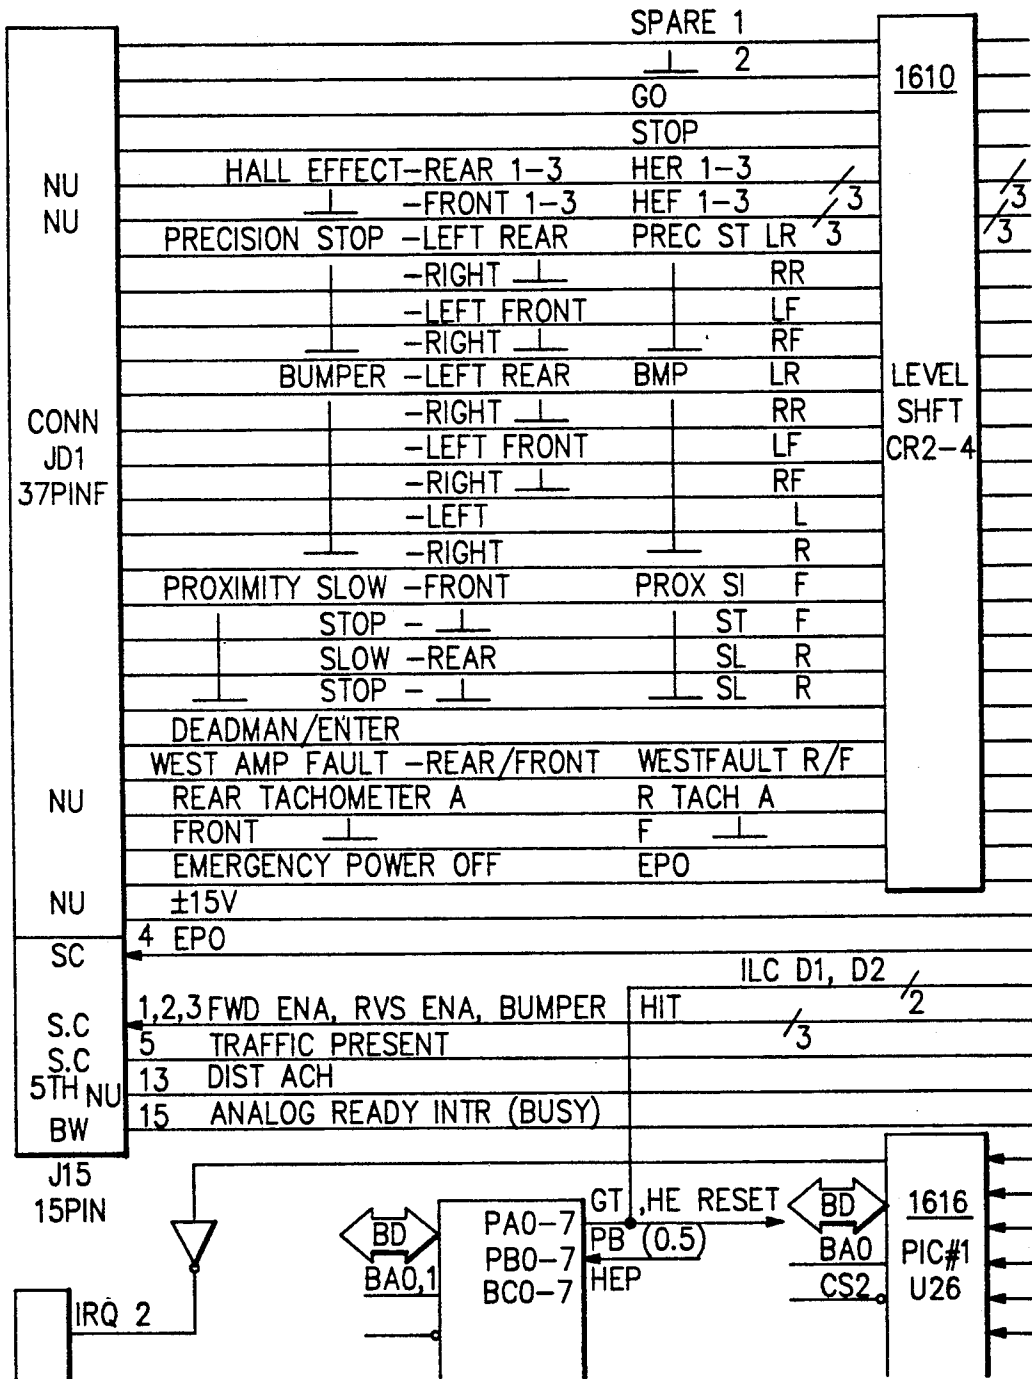 SPARE 1
2
1610
GO
STOP
NU HALL EFFECT-REAR 1-3 HER 1-3 3 3
NU -FRONT 1-3 HEF 1-3 3 3
PRECISION STOP -LEFT REAR PREC ST LR
-RIGHT RR
-LEFT FRONT LF
-RIGHT RF
BUMPER -LEFT REAR BMP LR
-RIGHT RR
-LEFT FRONT LF
-RIGHT RF
-LEFT L
-RIGHT R
LEVEL
SHFT
CR2-4
CONN
JD1
37PINF
PROXIMITY SLOW -FRONT PROX SI F
STOP - ST F
SLOW -REAR SL R
STOP - SL R
DEADMAN/ENTER
WEST AMP FAULT -REAR/FRONT WESTFAULT R/F
NU REAR TACHOMETER A R TACH A
FRONT F
EMERGENCY POWER OFF EPO
NU ±15V
SC 4 EPO
ILC D1, D2 2
S.C 1,2,3 FWD ENA, RVS ENA, BUMPER HIT 3
S.C 5 TRAFFIC PRESENT
5TH NU 13 DIST ACH
BW 15 ANALOG READY INTR (BUSY)
J15
15PIN
BD
BA0,1
PA0-7
PB0-7
BC0-7
GT ,HE RESET
PB (0.5)
HEP
BD
BA0
CS2
1616
PIC#1
U26
IRQ 2